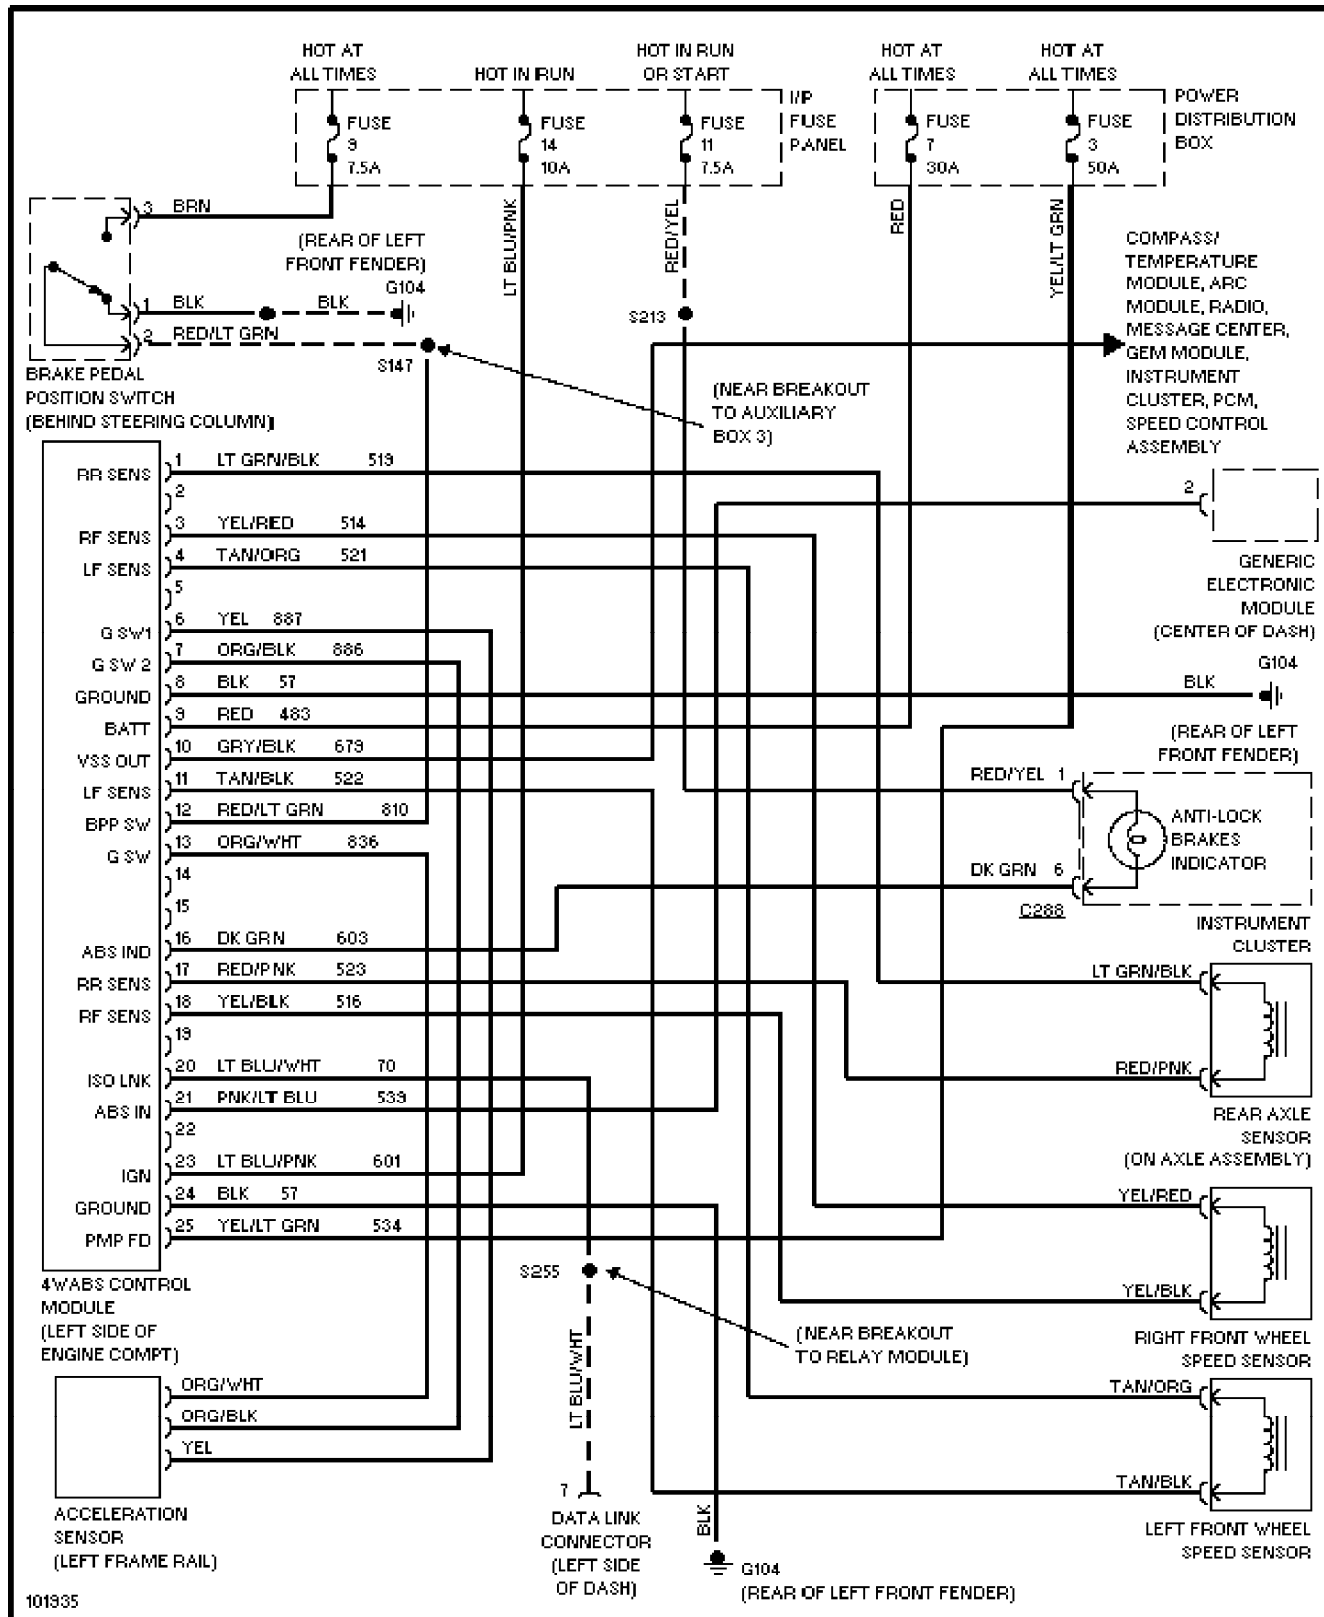 HOT AT
ALL TIMES
HOT IN RUN
HOT IN RUN
OR START
HOT AT
ALL TIMES
HOT AT
ALL TIMES
FUSE
9
7.5A
FUSE
14
10A
FUSE
11
7.5A
I/P
FUSE
PANEL
FUSE
7
30A
FUSE
3
50A
POWER
DISTRIBUTION
BOX
3 BRN
(REAR OF LEFT
FRONT FENDER)
G104
1 BLK
BLK
2 RED/LT GRN
S147
LT BLU/PNK
RED/YEL
S213
RED
YEL/LT GRN
COMPASS/
TEMPERATURE
MODULE, ARC
MODULE, RADIO,
MESSAGE CENTER,
GEM MODULE,
INSTRUMENT
CLUSTER, PCM,
SPEED CONTROL
ASSEMBLY
BRAKE PEDAL
POSITION SWITCH
(BEHIND STEERING COLUMN)
(NEAR BREAKOUT
TO AUXILIARY
BOX 3)
RR SENS 1 LT GRN/BLK 519
2
RF SENS 3 YEL/RED 514
LF SENS 4 TAN/ORG 521
5
G SW1 6 YEL 887
G SW 2 7 ORG/BLK 886
GROUND 8 BLK 57
BATT 9 RED 483
VSS OUT 10 GRY/BLK 679
LF SENS 11 TAN/BLK 522
BPP SW 12 RED/LT GRN 810
G SW 13 ORG/WHT 836
14
15
ABS IND 16 DK GRN 603
RR SENS 17 RED/PNK 523
RF SENS 18 YEL/BLK 516
19
ISO LNK 20 LT BLU/WHT 70
ABS IN 21 PNK/LT BLU 539
22
IGN 23 LT BLU/PNK 601
GROUND 24 BLK 57
PMP FD 25 YEL/LT GRN 534
4WABS CONTROL
MODULE
(LEFT SIDE OF
ENGINE COMPT)
2
GENERIC
ELECTRONIC
MODULE
(CENTER OF DASH)
BLK
G104
(REAR OF LEFT
FRONT FENDER)
RED/YEL 1
DK GRN 6
C288
ANTI-LOCK
BRAKES
INDICATOR
INSTRUMENT
CLUSTER
LT GRN/BLK
RED/PNK
REAR AXLE
SENSOR
(ON AXLE ASSEMBLY)
YEL/RED
YEL/BLK
RIGHT FRONT WHEEL
SPEED SENSOR
TAN/ORG
TAN/BLK
LEFT FRONT WHEEL
SPEED SENSOR
S255
(NEAR BREAKOUT
TO RELAY MODULE)
LT BLU/WHT
7
DATA LINK
CONNECTOR
(LEFT SIDE
OF DASH)
BLK
G104
(REAR OF LEFT FRONT FENDER)
ORG/WHT
ORG/BLK
YEL
ACCELERATION
SENSOR
(LEFT FRAME RAIL)
101935